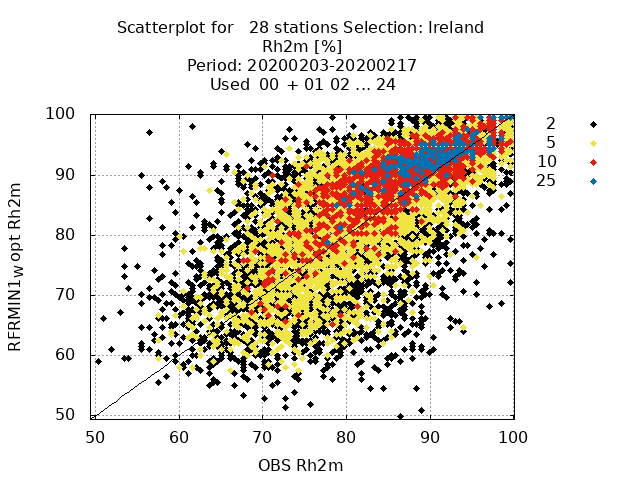 Scatterplot for 28 stations Selection: Ireland
Rh2m [%]
Period: 20200203-20200217
Used 00 + 01 02 ... 24
100
90
80
70
60
50
50 60 70 80 90 100
OBS Rh2m
RFRMIN1_W opt Rh2m
2
5
10
25